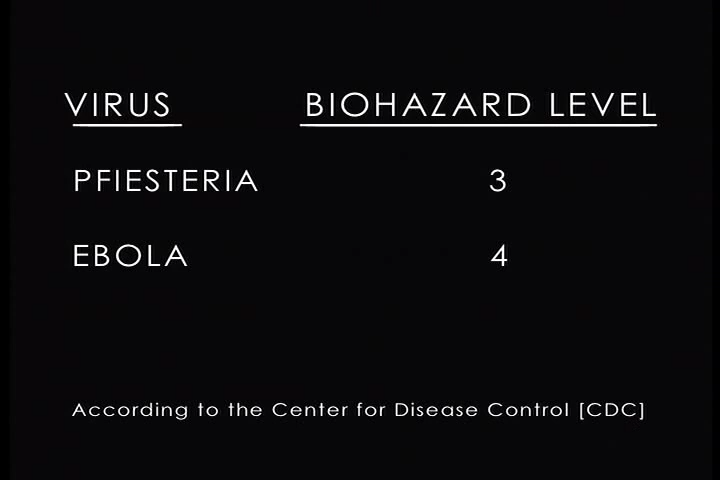 VIRUS BIOHAZARD LEVEL
PFIESTERIA 3
EBOLA 4
According to the Center for Disease Control [CDC]